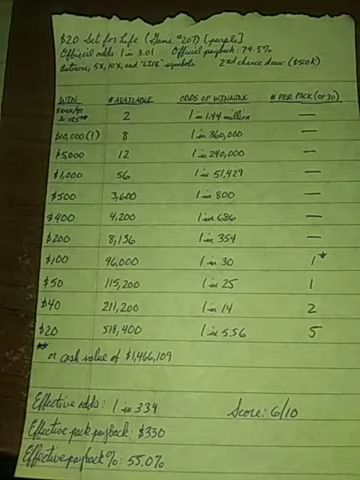 $20 Set for Life (Game #207) [purple]
Official odds: 1 in 3.01 Official payback: 74.5%
Autowin, 5X, 10X, and "LIFE" symbols 2nd chance draw ($50K)
WIN # AVAILABLE ODDS OF WINNING # PER PACK (OF 30)
2 1 in 1.44 million —
$10,000 (1) 8 1 in 360,000 —
$5,000 12 1 in 240,000 —
$1,000 56 1 in 51,429 —
$500 3,600 1 in 800 —
$400 4,200 1 in 686 —
$200 8,136 1 in 354 —
$100 96,000 1 in 30 1*
$50 115,200 1 in 25 1
$40 211,200 1 in 14 2
$20 518,400 1 in 5.56 5
** or cash value of $1,466,109
Effective odds: 1 in 3.34 Score: 6/10
Effective pack payback: $330
Effective payback %: 55.0%